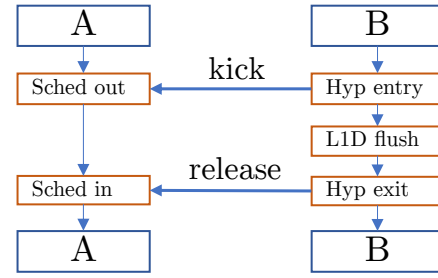 A
B
kick
Sched out
Hyp entry
L1D flush
release
Sched in
Hyp exit
A
B